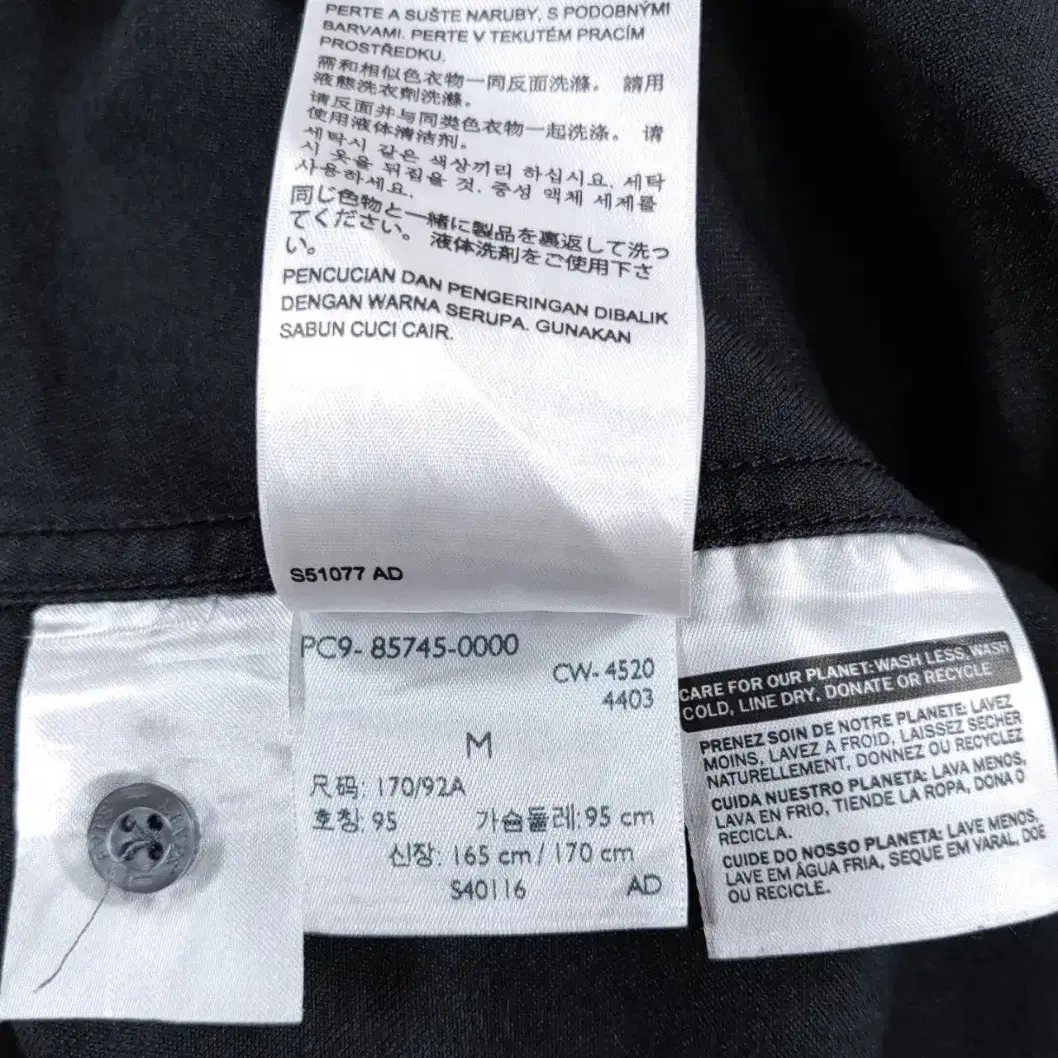 PERTE A SUŠTE NARUBY, S PODOBNÝMI
BARVAMI. PERTE V TEKUTÉM PRACÍM
PROSTŘEDKU.
需和相似色衣物一同反面洗滌。 請用
液態洗衣劑洗滌。
请反面并与同类色衣物一起洗涤。 请
使用液体清洁剂。
세탁시 같은 색상끼리 하십시요. 세탁
시 옷을 뒤집을 것. 중성 액체 세제를
사용하세요.
同じ色物と一緒に製品を裏返して洗っ
てください。 液体洗剤をご使用下さ
い。
PENCUCIAN DAN PENGERINGAN DIBALIK
DENGAN WARNA SERUPA. GUNAKAN
SABUN CUCI CAIR.
S51077 AD
PC9- 85745-0000
CW- 4520
4403
M
尺码: 170/92A
호칭: 95 가슴둘레: 95 cm
신장: 165 cm / 170 cm
S40116 AD
CARE FOR OUR PLANET: WASH LESS, WASH
COLD, LINE DRY, DONATE OR RECYCLE
PRENEZ SOIN DE NOTRE PLANETE: LAVEZ
MOINS, LAVEZ A FROID, LAISSEZ SECHER
NATURELLEMENT, DONNEZ OU RECYCLEZ
CUIDA NUESTRO PLANETA: LAVA MENOS,
LAVA EN FRIO, TIENDE LA ROPA, DONA O
RECICLA.
CUIDE DO NOSSO PLANETA: LAVE MENOS,
LAVE EM ÁGUA FRIA, SEQUE EM VARAL, DOE
OU RECICLE.